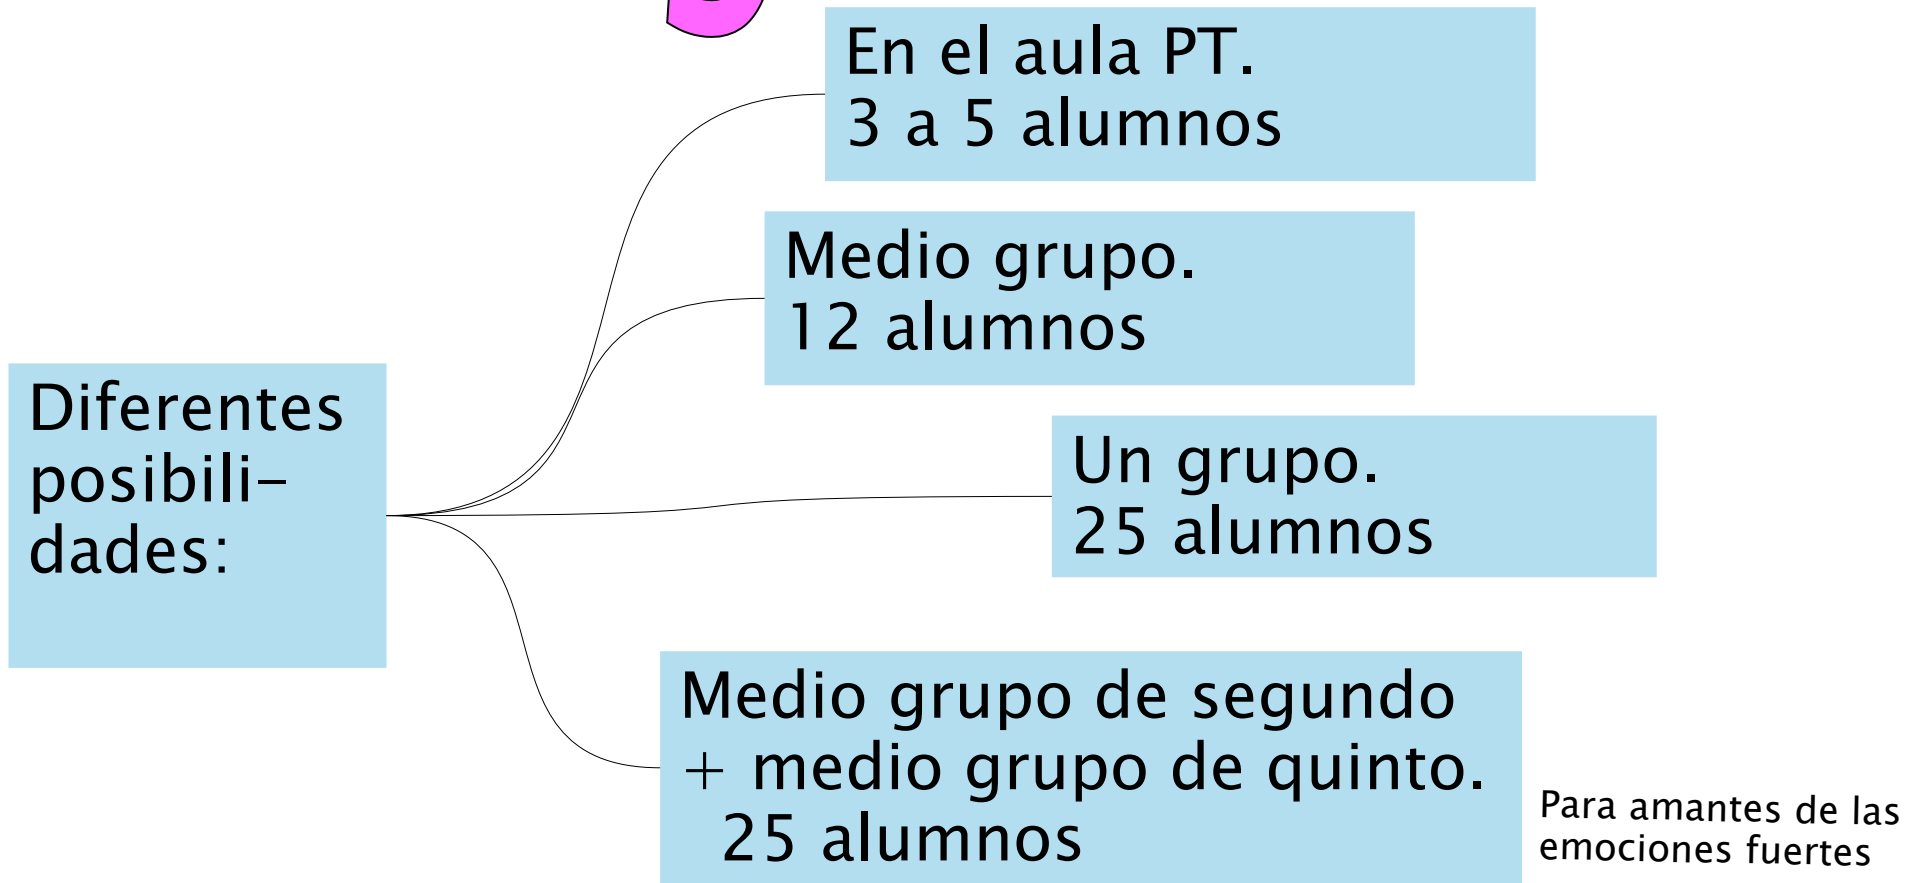 En el aula PT.
3 a 5 alumnos
Medio grupo.
12 alumnos
Diferentes
posibili-
dades:
Un grupo.
25 alumnos
Medio grupo de segundo
+ medio grupo de quinto.
25 alumnos
Para amantes de las
emociones fuertes